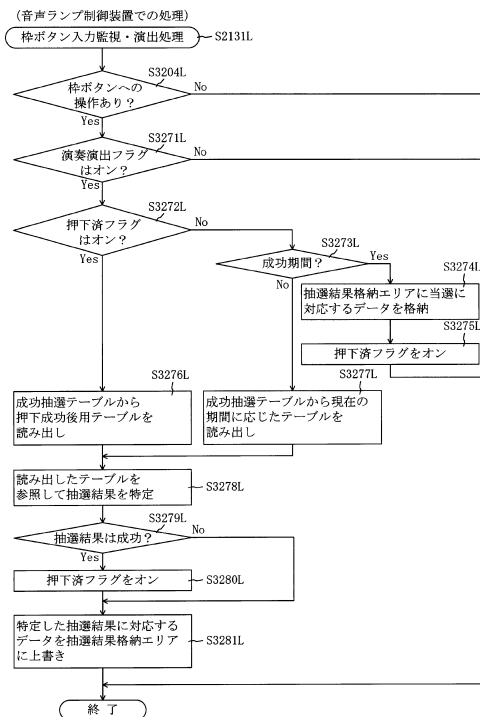 (音声ランプ制御装置での処理)
枠ボタン入力監視・演出処理
S2131L
S3204L
枠ボタンへの
操作あり?
No
Yes
S3271L
演奏演出フラグ
はオン?
No
Yes
S3272L
押下済フラグ
はオン?
No
Yes
S3273L
成功期間?
Yes
No
S3274L
抽選結果格納エリアに当選に
対応するデータを格納
S3275L
押下済フラグをオン
S3276L
成功抽選テーブルから
押下成功後用テーブルを
読み出し
S3277L
成功抽選テーブルから現在の
期間に応じたテーブルを
読み出し
読み出したテーブルを
参照して抽選結果を特定
S3278L
S3279L
抽選結果は成功?
No
Yes
押下済フラグをオン
S3280L
特定した抽選結果に対応する
データを抽選結果格納エリア
に上書き
S3281L
終了